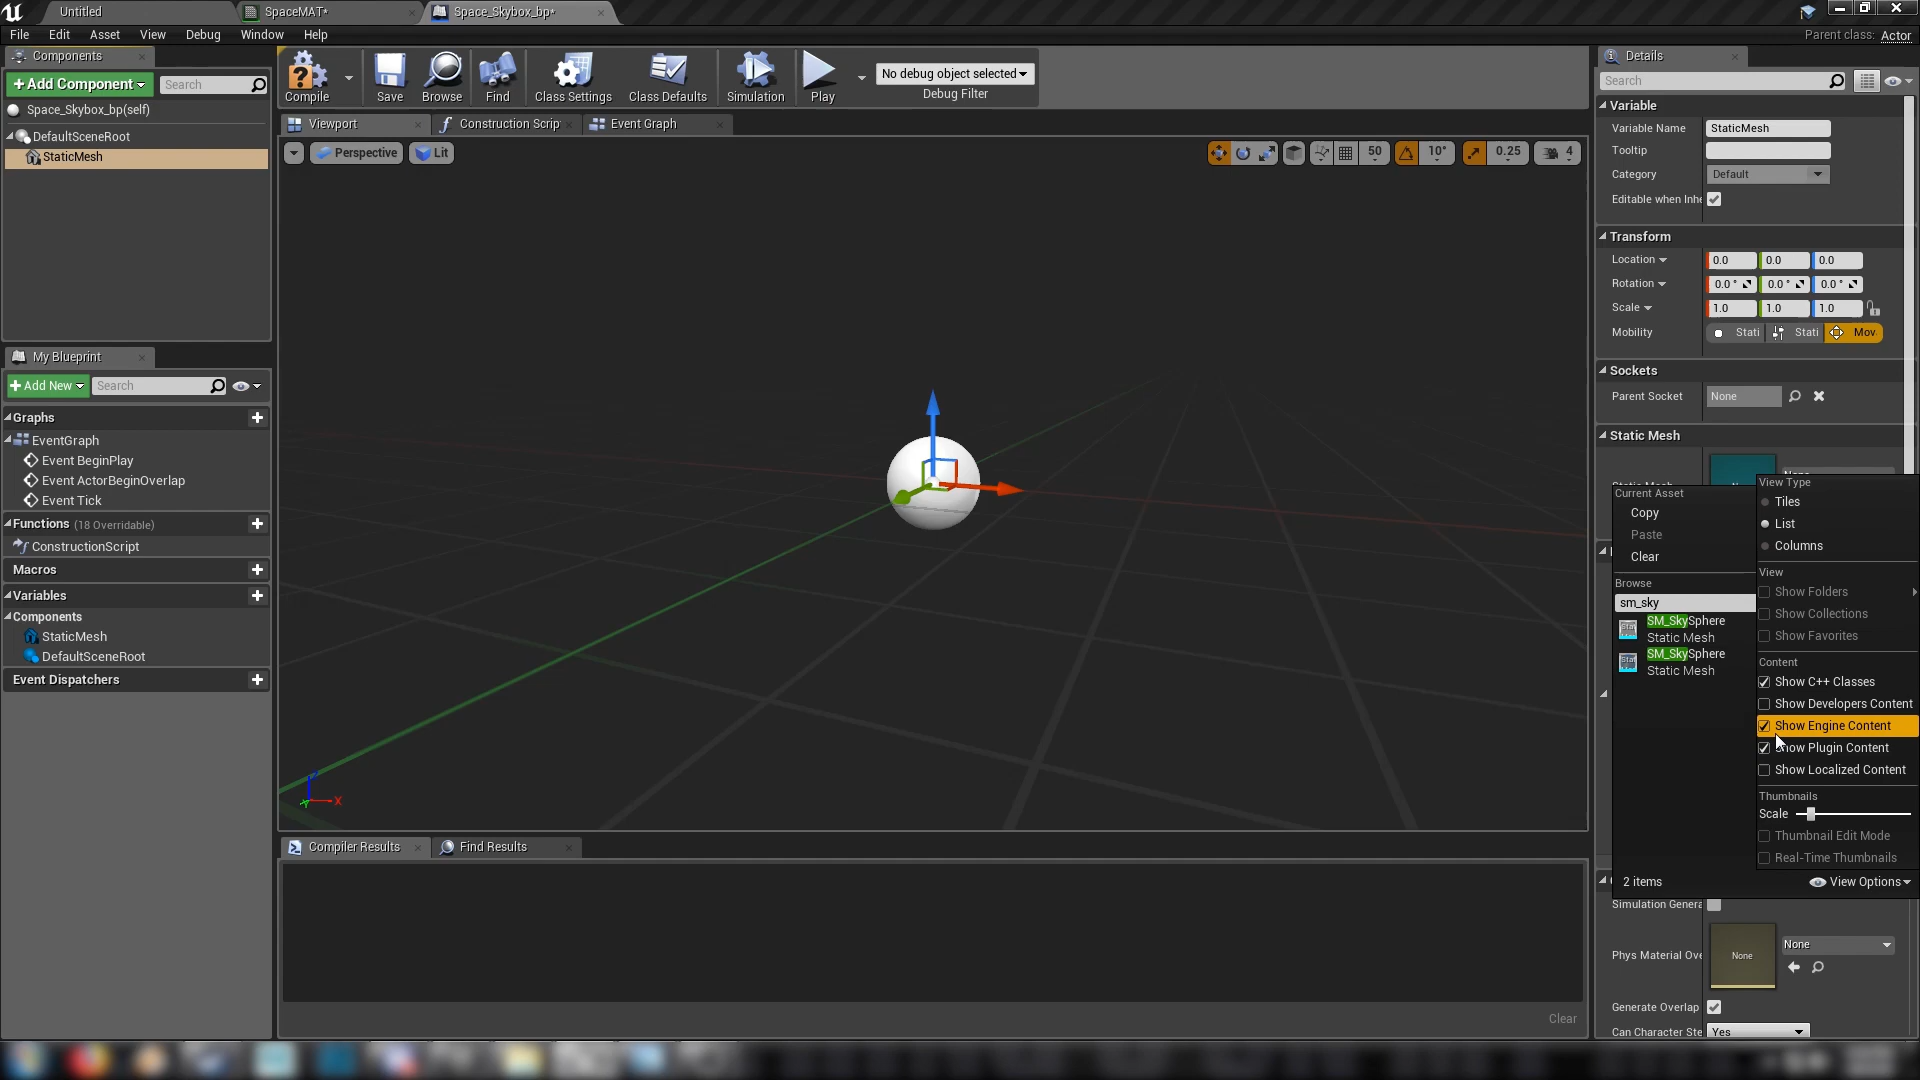 Untitled
SpaceMAT*
Space_Skybox_bp*
File Edit Asset View Debug Window Help
Parent class: Actor
Components
Add Component
Search
Space_Skybox_bp(self)
DefaultSceneRoot
StaticMesh
Compile
Save
Browse
Find
Class Settings
Class Defaults
Simulation
Play
No debug object selected
Debug Filter
Viewport
Construction Scrip
Event Graph
Perspective
Lit
50
10°
0.25
4
X
My Blueprint
Add New
Search
Graphs
EventGraph
Event BeginPlay
Event ActorBeginOverlap
Event Tick
Functions (18 Overridable)
ConstructionScript
Macros
Variables
Components
StaticMesh
DefaultSceneRoot
Event Dispatchers
Compiler Results
Find Results
Clear
Details
Search
Variable
Variable Name StaticMesh
Tooltip
Category Default
Editable when Inhe
Transform
Location 0.0 0.0 0.0
Rotation 0.0 ° 0.0 ° 0.0 °
Scale 1.0 1.0 1.0
Mobility Stati Stati Mov
Sockets
Parent Socket None
Static Mesh
Current Asset
Copy
Paste
Clear
Browse
sm_sky
SM_SkySphere
Static Mesh
SM_SkySphere
Static Mesh
2 items
View Options
View Type
Tiles
List
Columns
View
Show Folders
Show Collections
Show Favorites
Content
Show C++ Classes
Show Developers Content
Show Engine Content
Show Plugin Content
Show Localized Content
Thumbnails
Scale
Thumbnail Edit Mode
Real-Time Thumbnails
Simulation Genera
Phys Material Ove
None
None
Generate Overlap
Can Character Ste
Yes